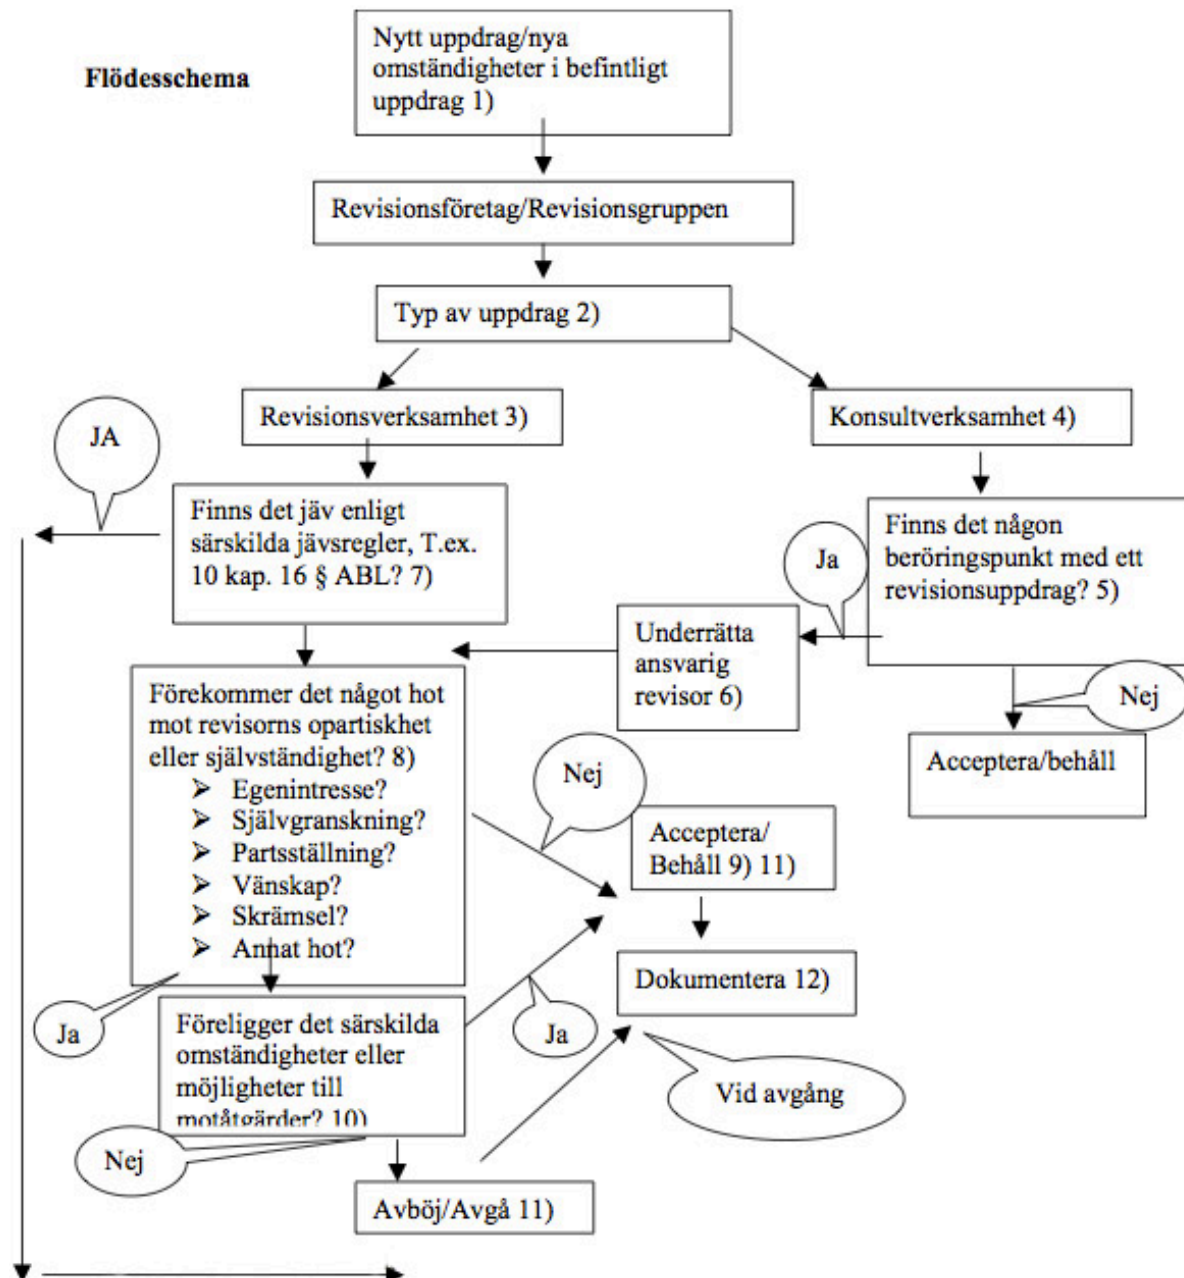 Nytt uppdrag/nya
omständigheter i befintligt
uppdrag 1)
Flödesschema
Revisionsföretag/Revisionsgruppen
Typ av uppdrag 2)
Revisionsverksamhet 3)
Konsultverksamhet 4)
JA
Finns det jäv enligt
särskilda jävsregler, T.ex.
10 kap. 16 § ABL? 7)
Finns det någon
beröringspunkt med ett
revisionsuppdrag? 5)
Ja
Underrätta
ansvarig
revisor 6)
Nej
Acceptera/behåll
Förekommer det något hot
mot revisorns opartiskhet
eller självständighet? 8)
➢ Egenintresse?
➢ Självgranskning?
➢ Partsställning?
➢ Vänskap?
➢ Skrämsel?
➢ Annat hot?
Nej
Acceptera/
Behåll 9) 11)
Dokumentera 12)
Ja
Föreligger det särskilda
omständigheter eller
möjligheter till
motåtgärder? 10)
Ja
Vid avgång
Nej
Avböj/Avgå 11)